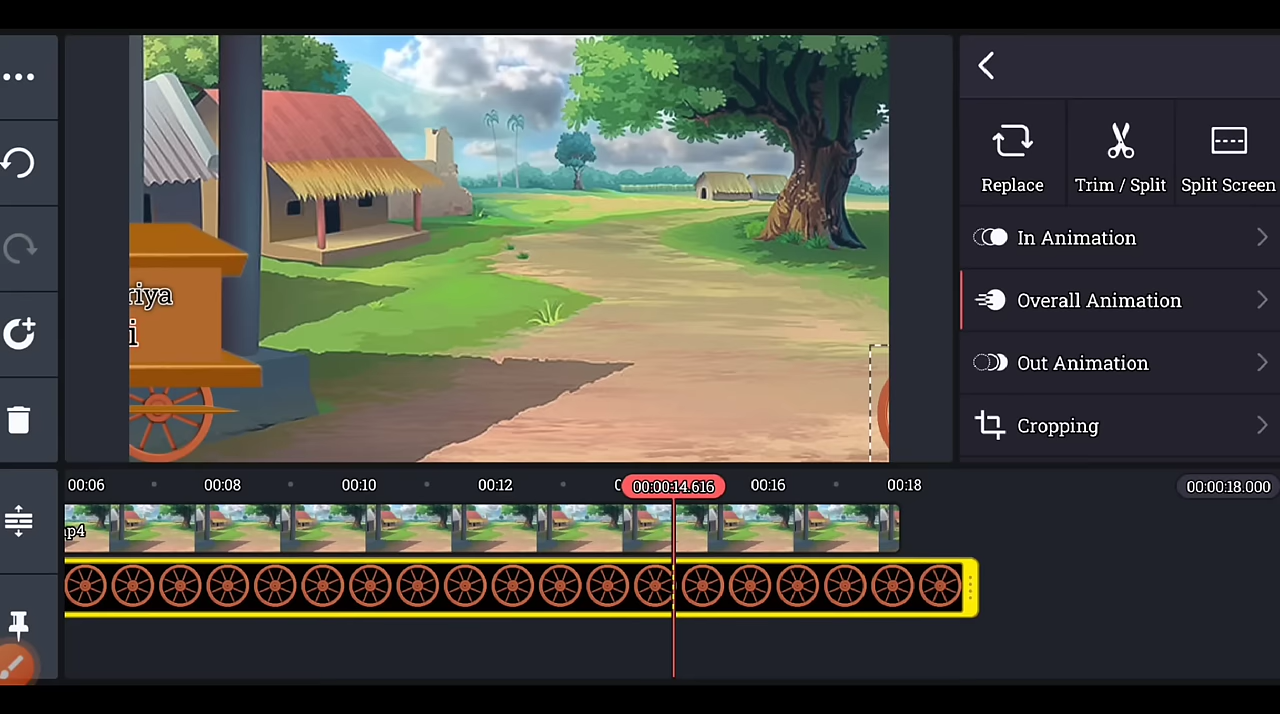 Replace
Trim / Split
Split Screen
riya
i
In Animation
Overall Animation
Out Animation
Cropping
00:06
00:08
00:10
00:12
00:00:14.616
00:16
00:18
00:00:18.000
p4